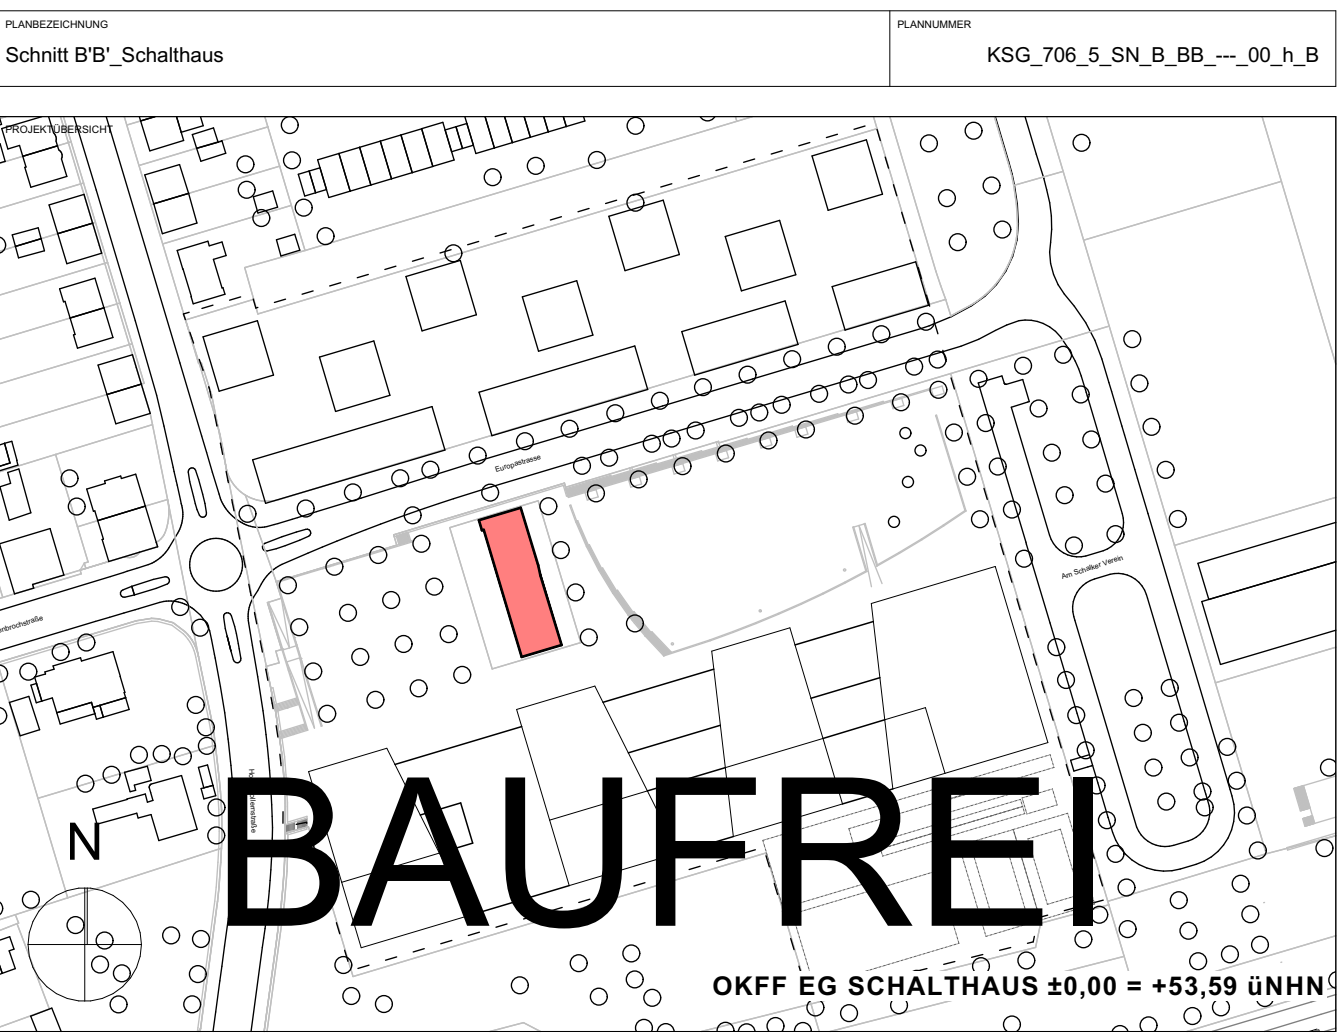 PLANBEZEICHNUNG
Schnitt B'B'_Schalthaus
PLANNUMMER
KSG_706_5_SN_B_BB_---_00_h_B
PROJEKTÜBERSICHT
Europastrasse
Am Schälker Verein
N
BAUFREI
OKFF EG SCHALTHAUS ±0,00 = +53,59 üNHN